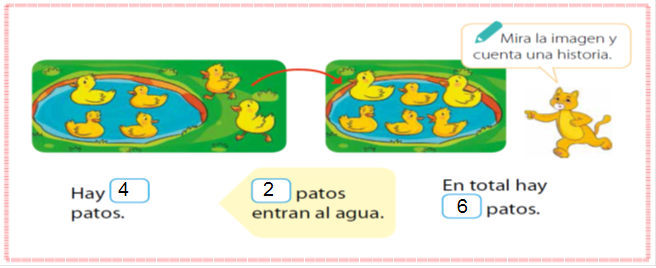 Mira la imagen y
cuenta una historia.
Hay 4
patos.
2 patos
entran al agua.
En total hay
6 patos.